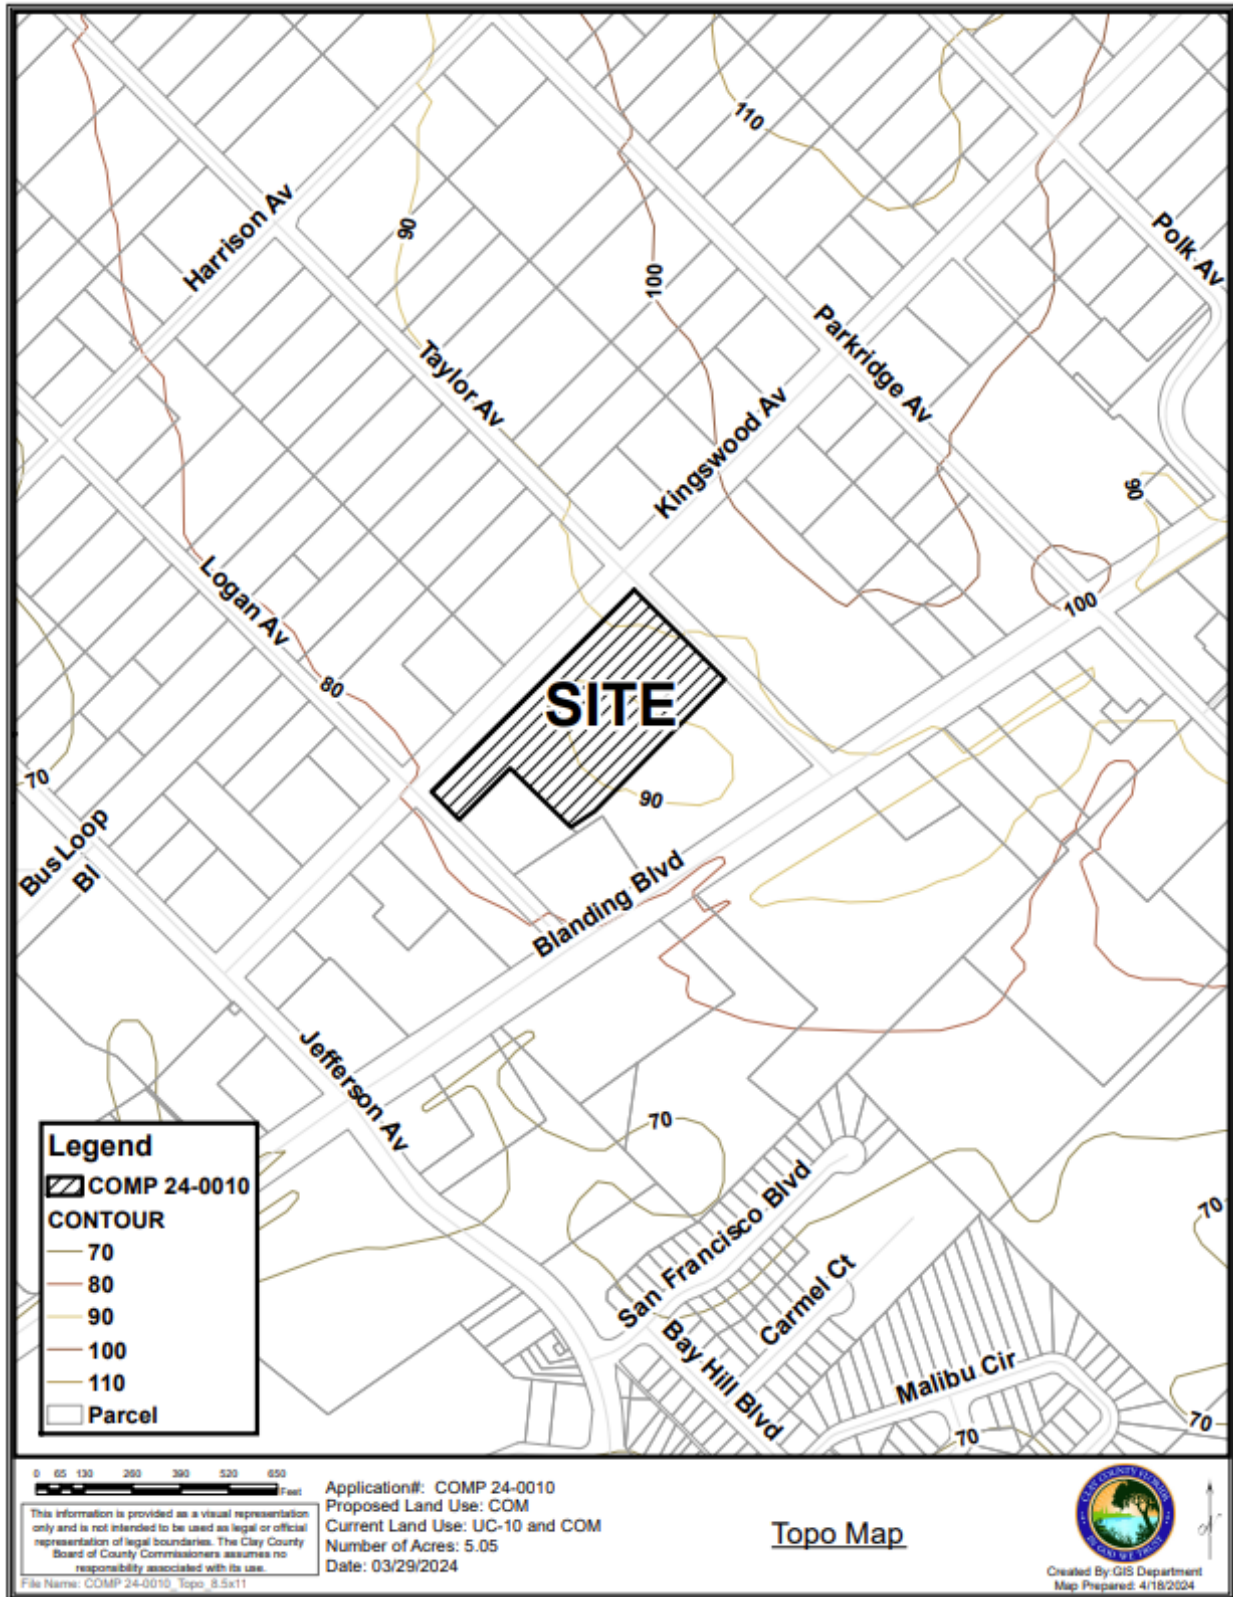 110
Harrison Av
90
Polk Av
100
Parkridge Av
Taylor Av
Kingswood Av
90
Logan Av
100
80
SITE
70
90
Bus Loop
Bl
Blanding Blvd
Jefferson Av
70
Legend
COMP 24-0010
CONTOUR
70
80
90
100
110
Parcel
San Francisco Blvd
70
Carmel Ct
Bay Hill Blvd
Malibu Cir
70
70
0 65 130 260 390 520 650
Feet
This information is provided as a visual representation
only and is not intended to be used as legal or official
representation of legal boundaries. The Clay County
Board of County Commissioners assumes no
responsibility associated with its use.
File Name: COMP 24-0010_Topo_8.5x11
Application#: COMP 24-0010
Proposed Land Use: COM
Current Land Use: UC-10 and COM
Number of Acres: 5.05
Date: 03/29/2024
Topo Map
CLAY COUNTY FLORIDA
IN GOD WE TRUST
Created By:GIS Department
Map Prepared: 4/18/2024